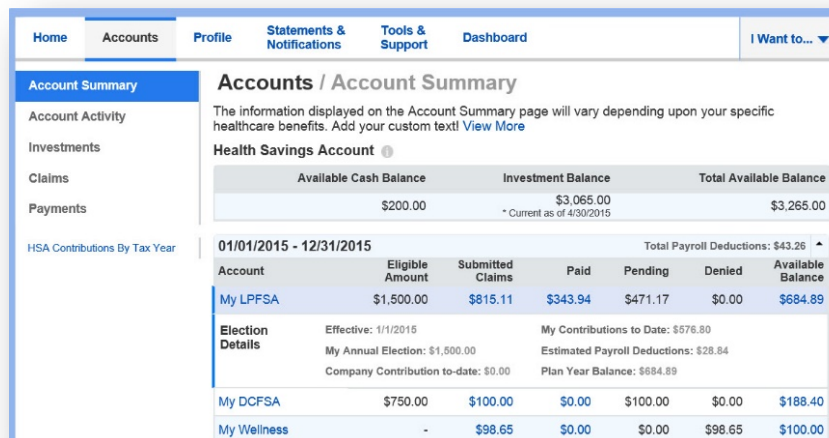 Home Accounts Profile Statements & Notifications Tools & Support Dashboard I Want to...
Account Summary
Account Activity
Investments
Claims
Payments
HSA Contributions By Tax Year
Accounts / Account Summary
The information displayed on the Account Summary page will vary depending upon your specific
healthcare benefits. Add your custom text! View More
Health Savings Account
Available Cash Balance Investment Balance Total Available Balance
$200.00 $3,065.00 $3,265.00
* Current as of 4/30/2015
01/01/2015 - 12/31/2015 Total Payroll Deductions: $43.26
Account Eligible Amount Submitted Claims Paid Pending Denied Available Balance
My LPFSA $1,500.00 $815.11 $343.94 $471.17 $0.00 $684.89
Election Details
Effective: 1/1/2015 My Contributions to Date: $576.80
My Annual Election: $1,500.00 Estimated Payroll Deductions: $28.84
Company Contribution to-date: $0.00 Plan Year Balance: $684.89
My DCFSA $750.00 $100.00 $0.00 $100.00 $0.00 $188.40
My Wellness - $98.65 $0.00 $0.00 $98.65 $100.00